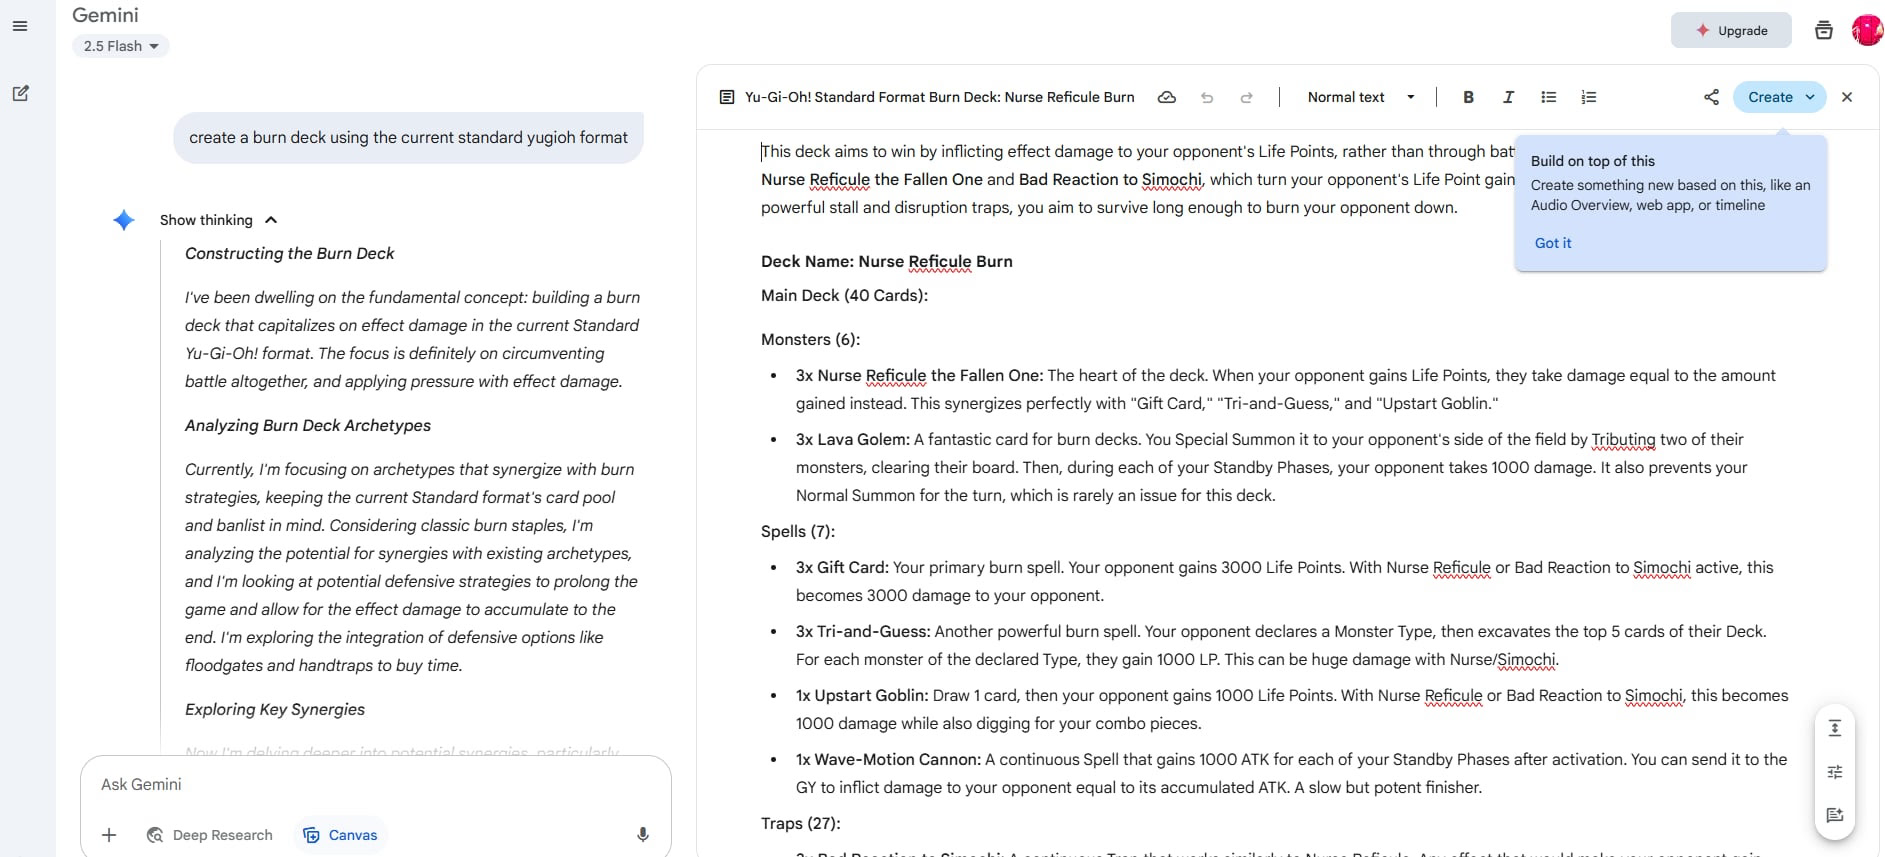 Gemini
2.5 Flash
Upgrade
create a burn deck using the current standard yugioh format
Show thinking
Constructing the Burn Deck
I've been dwelling on the fundamental concept: building a burn
deck that capitalizes on effect damage in the current Standard
Yu-Gi-Oh! format. The focus is definitely on circumventing
battle altogether, and applying pressure with effect damage.
Analyzing Burn Deck Archetypes
Currently, I'm focusing on archetypes that synergize with burn
strategies, keeping the current Standard format's card pool
and banlist in mind. Considering classic burn staples, I'm
analyzing the potential for synergies with existing archetypes,
and I'm looking at potential defensive strategies to prolong the
game and allow for the effect damage to accumulate to the
end. I'm exploring the integration of defensive options like
floodgates and handtraps to buy time.
Exploring Key Synergies
Now I'm delving deeper into potential synergies, particularly
Ask Gemini
Deep Research
Canvas
Yu-Gi-Oh! Standard Format Burn Deck: Nurse Reficule Burn
Normal text
B
I
Create
This deck aims to win by inflicting effect damage to your opponent's Life Points, rather than through bat
Nurse Reficule the Fallen One and Bad Reaction to Simochi, which turn your opponent's Life Point gain
powerful stall and disruption traps, you aim to survive long enough to burn your opponent down.
Build on top of this
Create something new based on this, like an
Audio Overview, web app, or timeline
Got it
Deck Name: Nurse Reficule Burn
Main Deck (40 Cards):
Monsters (6):
• 3x Nurse Reficule the Fallen One: The heart of the deck. When your opponent gains Life Points, they take damage equal to the amount
gained instead. This synergizes perfectly with "Gift Card," "Tri-and-Guess," and "Upstart Goblin."
• 3x Lava Golem: A fantastic card for burn decks. You Special Summon it to your opponent's side of the field by Tributing two of their
monsters, clearing their board. Then, during each of your Standby Phases, your opponent takes 1000 damage. It also prevents your
Normal Summon for the turn, which is rarely an issue for this deck.
Spells (7):
• 3x Gift Card: Your primary burn spell. Your opponent gains 3000 Life Points. With Nurse Reficule or Bad Reaction to Simochi active, this
becomes 3000 damage to your opponent.
• 3x Tri-and-Guess: Another powerful burn spell. Your opponent declares a Monster Type, then excavates the top 5 cards of their Deck.
For each monster of the declared Type, they gain 1000 LP. This can be huge damage with Nurse/Simochi.
• 1x Upstart Goblin: Draw 1 card, then your opponent gains 1000 Life Points. With Nurse Reficule or Bad Reaction to Simochi, this becomes
1000 damage while also digging for your combo pieces.
• 1x Wave-Motion Cannon: A continuous Spell that gains 1000 ATK for each of your Standby Phases after activation. You can send it to the
GY to inflict damage to your opponent equal to its accumulated ATK. A slow but potent finisher.
Traps (27):